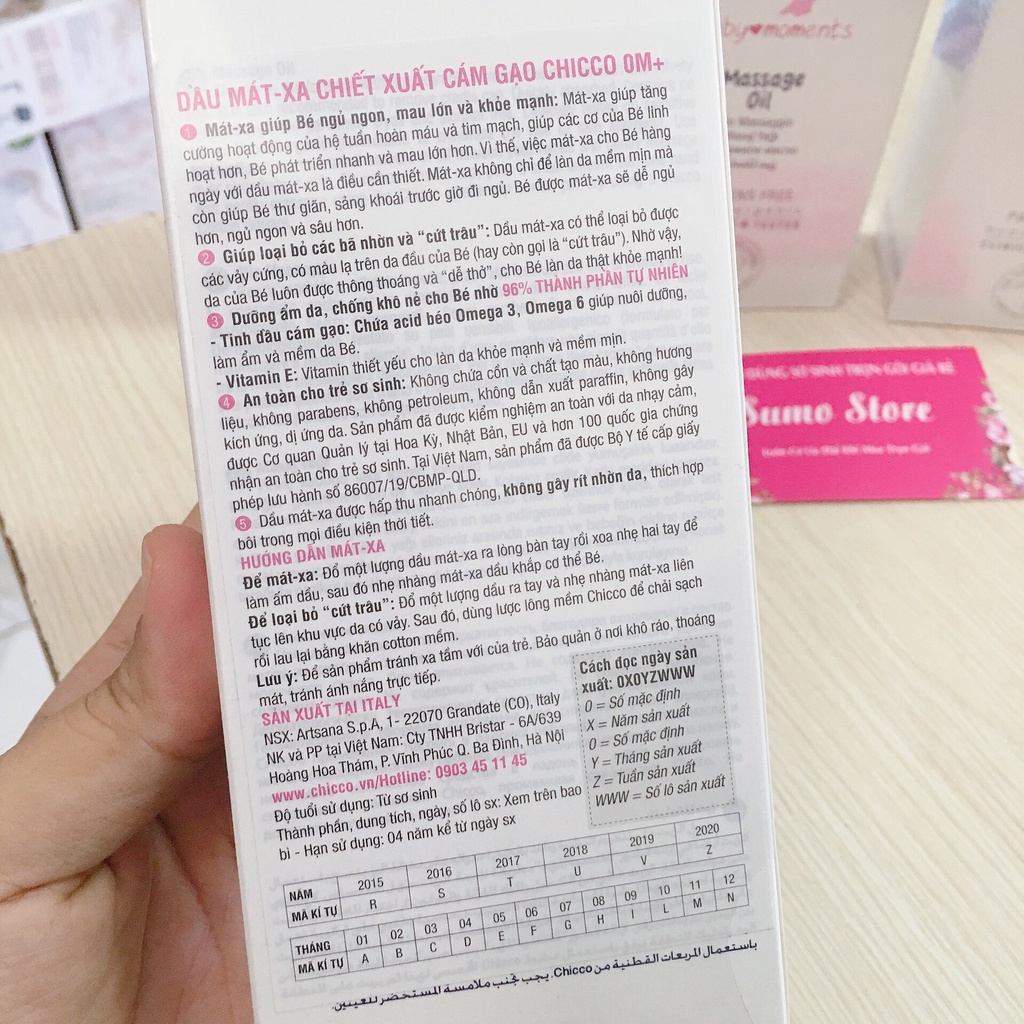 DẦU MÁT-XA CHIẾT XUẤT CÁM GẠO CHICCO 0M+
1 Mát-xa giúp Bé ngủ ngon, mau lớn và khỏe mạnh: Mát-xa giúp tăng
cường hoạt động của hệ tuần hoàn máu và tim mạch, giúp các cơ của Bé linh
hoạt hơn, Bé phát triển nhanh và mau lớn hơn. Vì thế, việc mát-xa cho Bé hàng
ngày với dầu mát-xa là điều cần thiết. Mát-xa không chỉ để làn da mềm mịn mà
còn giúp Bé thư giãn, sảng khoái trước giờ đi ngủ. Bé được mát-xa sẽ dễ ngủ
hơn, ngủ ngon và sâu hơn.
2 Giúp loại bỏ các bã nhờn và “cứt trâu”: Dầu mát-xa có thể loại bỏ được
các vảy cứng, có màu lạ trên da đầu của Bé (hay còn gọi là “cứt trâu”). Nhờ vậy,
da của Bé luôn được thông thoáng và “dễ thở”, cho Bé làn da thật khỏe mạnh!
3 Dưỡng ẩm da, chống khô nẻ cho Bé nhờ 96% THÀNH PHẦN TỰ NHIÊN
- Tinh dầu cám gạo: Chứa acid béo Omega 3, Omega 6 giúp nuôi dưỡng,
làm ẩm và mềm da Bé.
- Vitamin E: Vitamin thiết yếu cho làn da khỏe mạnh và mềm mịn.
4 An toàn cho trẻ sơ sinh: Không chứa cồn và chất tạo màu, không hương
liệu, không parabens, không petroleum, không dẫn xuất paraffin, không gây
kích ứng, dị ứng da. Sản phẩm đã được kiểm nghiệm an toàn với da nhạy cảm,
được Cơ quan Quản lý tại Hoa Kỳ, Nhật Bản, EU và hơn 100 quốc gia chứng
nhận an toàn cho trẻ sơ sinh. Tại Việt Nam, sản phẩm đã được Bộ Y tế cấp giấy
phép lưu hành số 86007/19/CBMP-QLD.
5 Dầu mát-xa được hấp thu nhanh chóng, không gây rít nhờn da, thích hợp
bôi trong mọi điều kiện thời tiết.
HƯỚNG DẪN MÁT-XA
Để mát-xa: Đổ một lượng dầu mát-xa ra lòng bàn tay rồi xoa nhẹ hai tay để
làm ấm dầu, sau đó nhẹ nhàng mát-xa dầu khắp cơ thể Bé.
Để loại bỏ “cứt trâu”: Đổ một lượng dầu ra tay và nhẹ nhàng mát-xa liên
tục lên khu vực da có vảy. Sau đó, dùng lược lông mềm Chicco để chải sạch
rồi lau lại bằng khăn cotton mềm.
Lưu ý: Để sản phẩm tránh xa tầm với của trẻ. Bảo quản ở nơi khô ráo, thoáng
mát, tránh ánh nắng trực tiếp.
SẢN XUẤT TẠI ITALY
NSX: Artsana S.p.A, 1- 22070 Grandate (CO), Italy
NK và PP tại Việt Nam: Cty TNHH Bristar - 6A/639
Hoàng Hoa Thám, P. Vĩnh Phúc Q. Ba Đình, Hà Nội
www.chicco.vn/Hotline: 0903 45 11 45
Độ tuổi sử dụng: Từ sơ sinh
Thành phần, dung tích, ngày, số lô sx: Xem trên bao
bì - Hạn sử dụng: 04 năm kể từ ngày sx
Cách đọc ngày sản
xuất: 0X0YZWWW
0 = Số mặc định
X = Năm sản xuất
0 = Số mặc định
Y = Tháng sản xuất
Z = Tuần sản xuất
WWW = Số lô sản xuất
NĂM 2015 2016 2017 2018 2019 2020
MÃ KÍ TỰ R S T U V Z
THÁNG 01 02 03 04 05 06 07 08 09 10 11 12
MÃ KÍ TỰ A B C D E F G H I L M N
باستعمال المربعات القطنية من Chicco. يجب تجنب ملامسة المستحضر للعينين.
by♥moments
Massage
Oil
Sumo Store